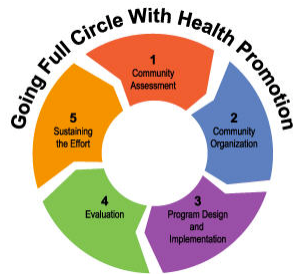 Going Full Circle With Health Promotion
1
Community
Assessment
2
Community
Organization
3
Program Design
and
Implementation
4
Evaluation
5
Sustaining
the Effort